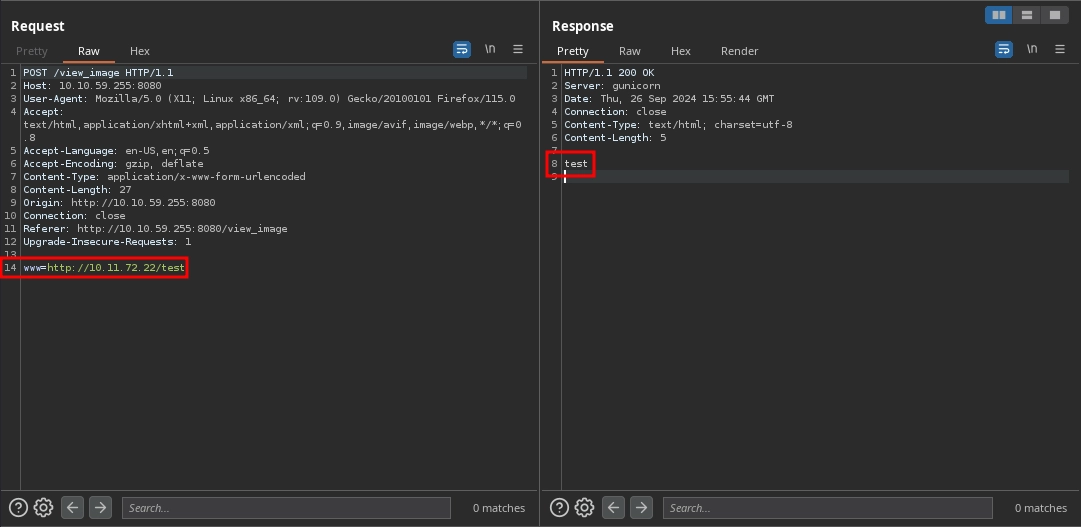 Request
Pretty Raw Hex
\n
1 POST /view_image HTTP/1.1
2 Host: 10.10.59.255:8080
3 User-Agent: Mozilla/5.0 (X11; Linux x86_64; rv:109.0) Gecko/20100101 Firefox/115.0
4 Accept:
text/html,application/xhtml+xml,application/xml;q=0.9,image/avif,image/webp,*/*;q=0
.8
5 Accept-Language: en-US,en;q=0.5
6 Accept-Encoding: gzip, deflate
7 Content-Type: application/x-www-form-urlencoded
8 Content-Length: 27
9 Origin: http://10.10.59.255:8080
10 Connection: close
11 Referer: http://10.10.59.255:8080/view_image
12 Upgrade-Insecure-Requests: 1
13
14 www=http://10.11.72.22/test
Search...
0 matches
Response
Pretty Raw Hex Render
\n
1 HTTP/1.1 200 OK
2 Server: gunicorn
3 Date: Thu, 26 Sep 2024 15:55:44 GMT
4 Connection: close
5 Content-Type: text/html; charset=utf-8
6 Content-Length: 5
7
8 test
9
Search...
0 matches